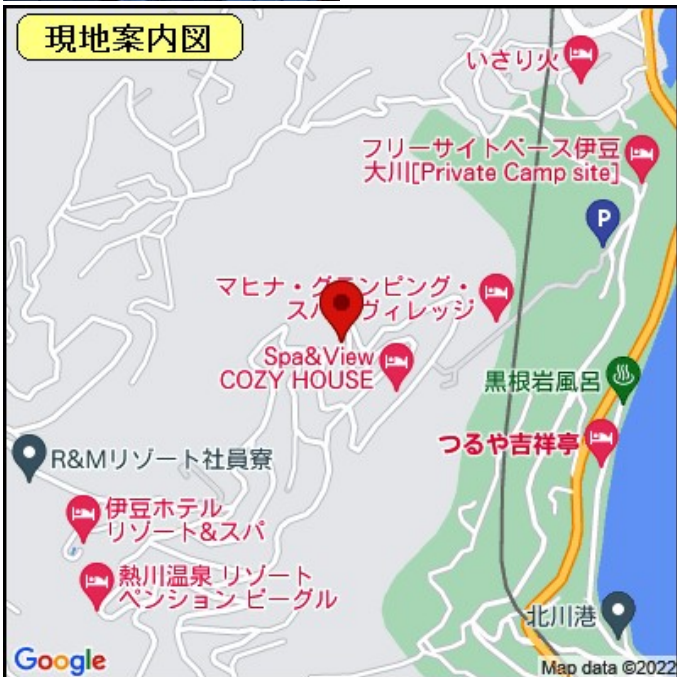 現地案内図
いさり火
フリーサイトベース伊豆
大川[Private Camp site]
P
マヒナ・グランピング・
スパ・ヴィレッジ
Spa&View
COZY HOUSE
黒根岩風呂
つるや吉祥亭
R&Mリゾート社員寮
伊豆ホテル
リゾート&スパ
熱川温泉 リゾート
ペンション ビーグル
北川港
Google
Map data ©2022